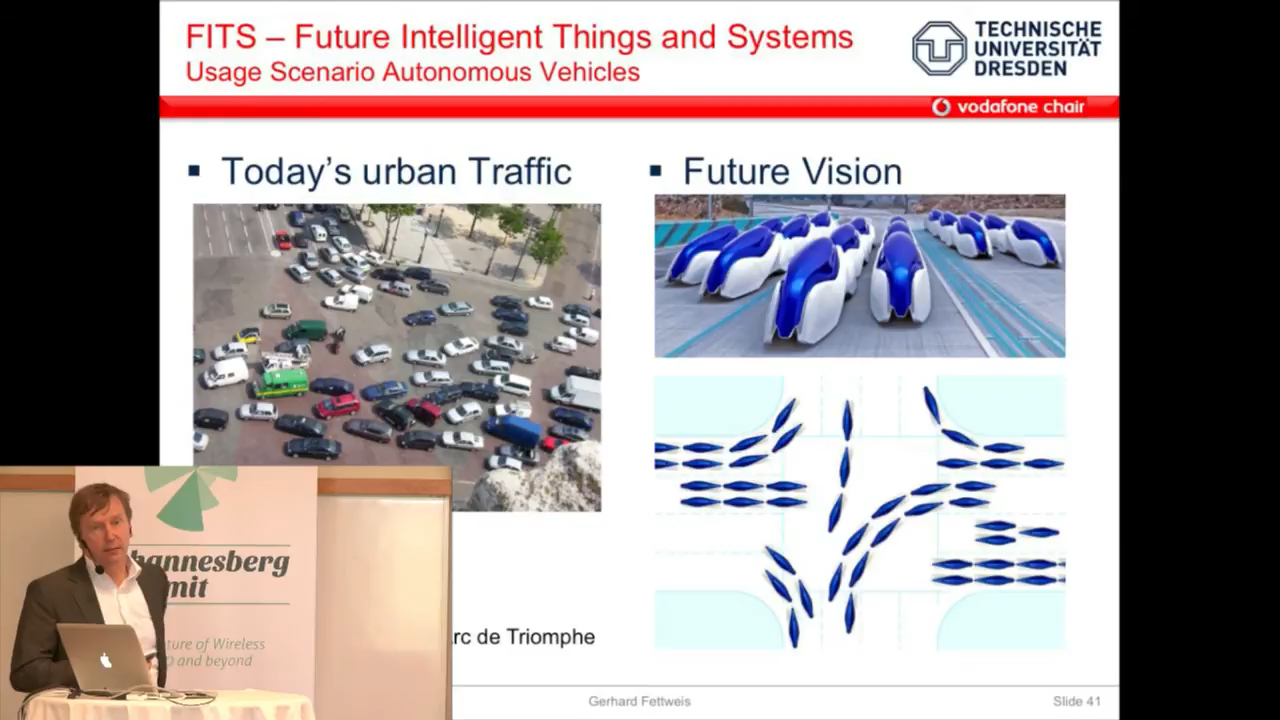 FITS – Future Intelligent Things and Systems
Usage Scenario Autonomous Vehicles
TECHNISCHE
UNIVERSITÄT
DRESDEN
vodafone chair
▪ Today's urban Traffic
▪ Future Vision
rc de Triomphe
hannesberg
mit
ture of Wireless
and beyond
Gerhard Fettweis
Slide 41